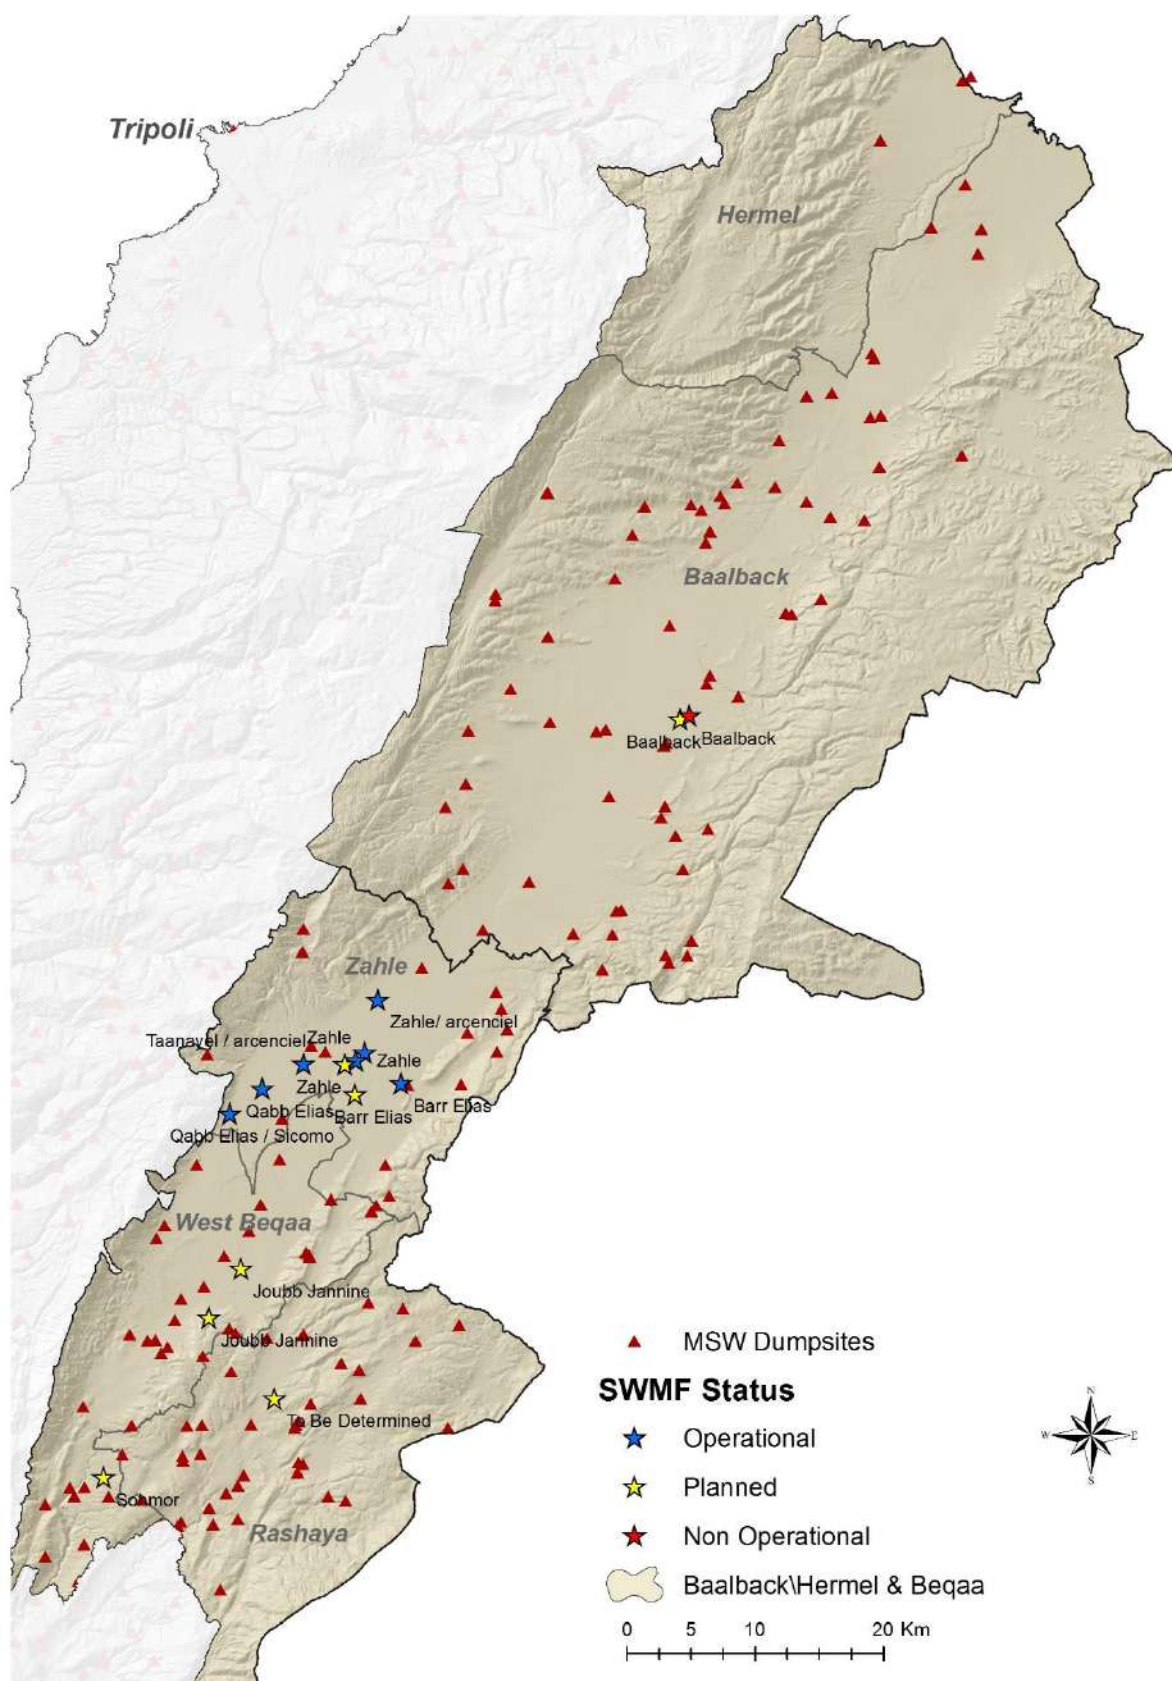 Tripoli
Hermel
Baalback
Baalback
Baalback
Zahle
Zahle/ arcenciel
Taanayel / arcenciel
Zahle
Zahle
Zahle
Barr Elias
Qabb Elias
Barr Elias
Qabb Elias / Sicomo
West Beqaa
Joubb Jannine
Joubb Jannine
To Be Determined
Sohmor
Rashaya
MSW Dumpsites
SWMF Status
Operational
Planned
Non Operational
Baalback\Hermel & Beqaa
0 5 10 20 Km
N
W E
S